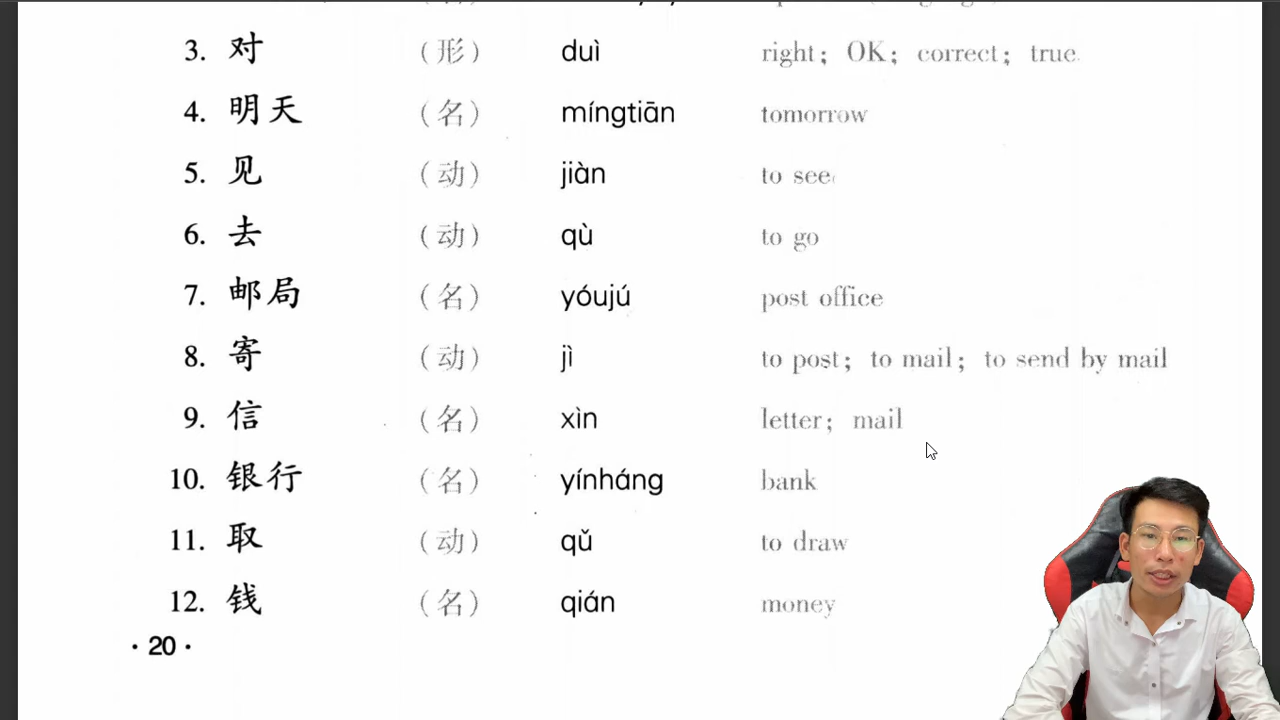 3. 对 （形） duì right； OK； correct； true
4. 明天 （名） míngtiān tomorrow
5. 见 （动） jiàn to see
6. 去 （动） qù to go
7. 邮局 （名） yóujú post office
8. 寄 （动） jì to post； to mail； to send by mail
9. 信 （名） xìn letter； mail
10. 银行 （名） yínháng bank
11. 取 （动） qǔ to draw
12. 钱 （名） qián money
· 20 ·